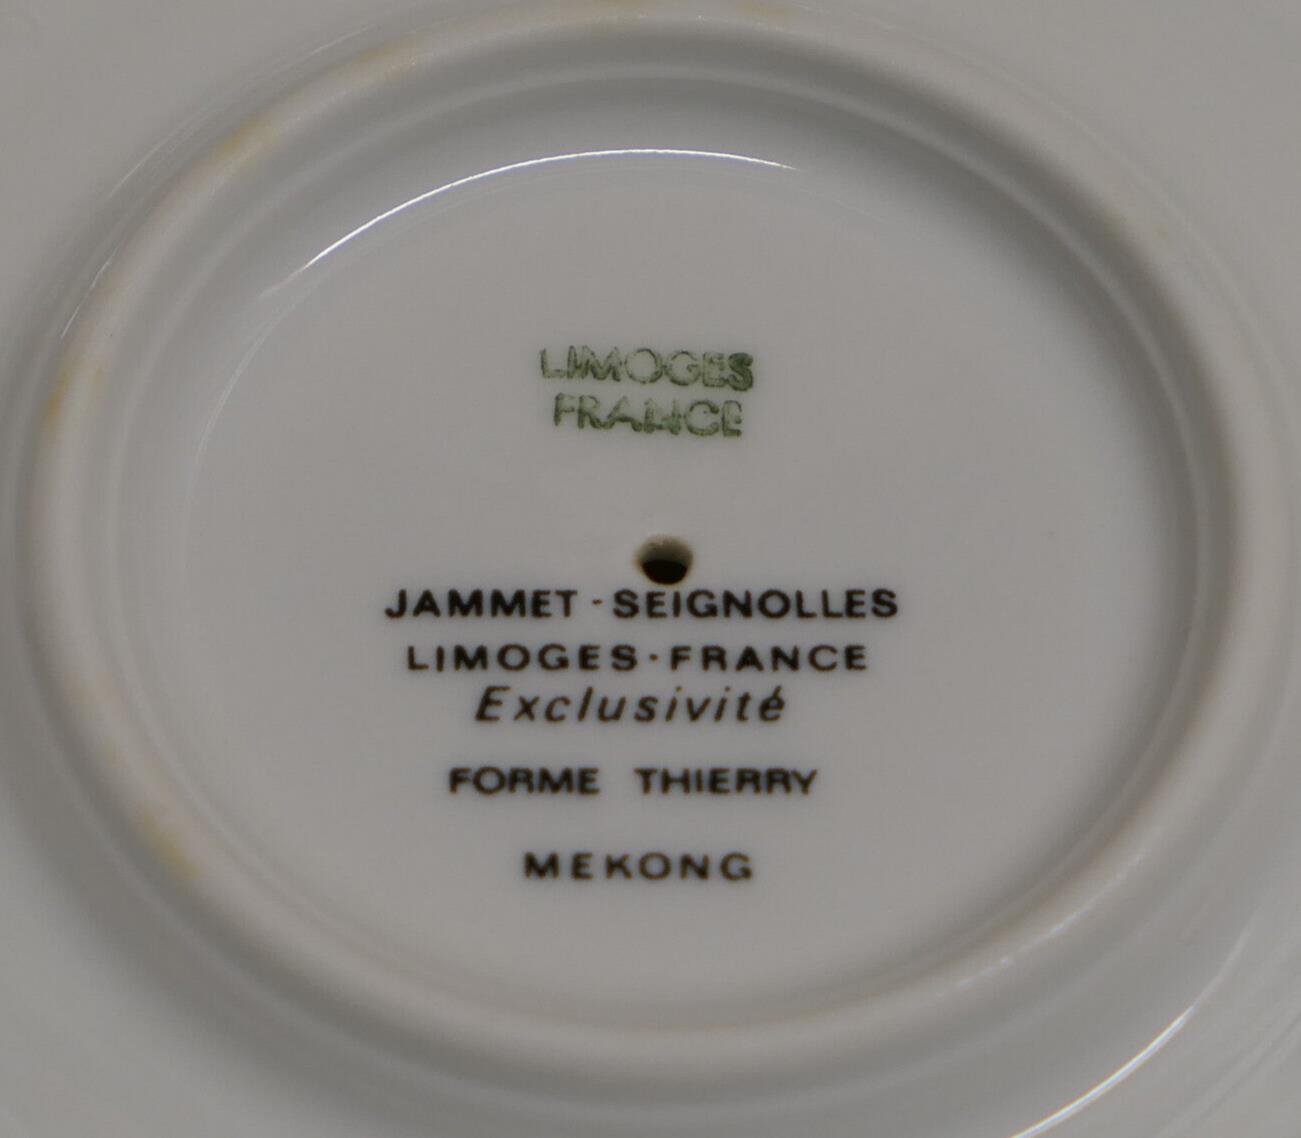 LIMOGES
FRANCE
JAMMET - SEIGNOLLES
LIMOGES · FRANCE
Exclusivité
FORME THIERRY
MEKONG